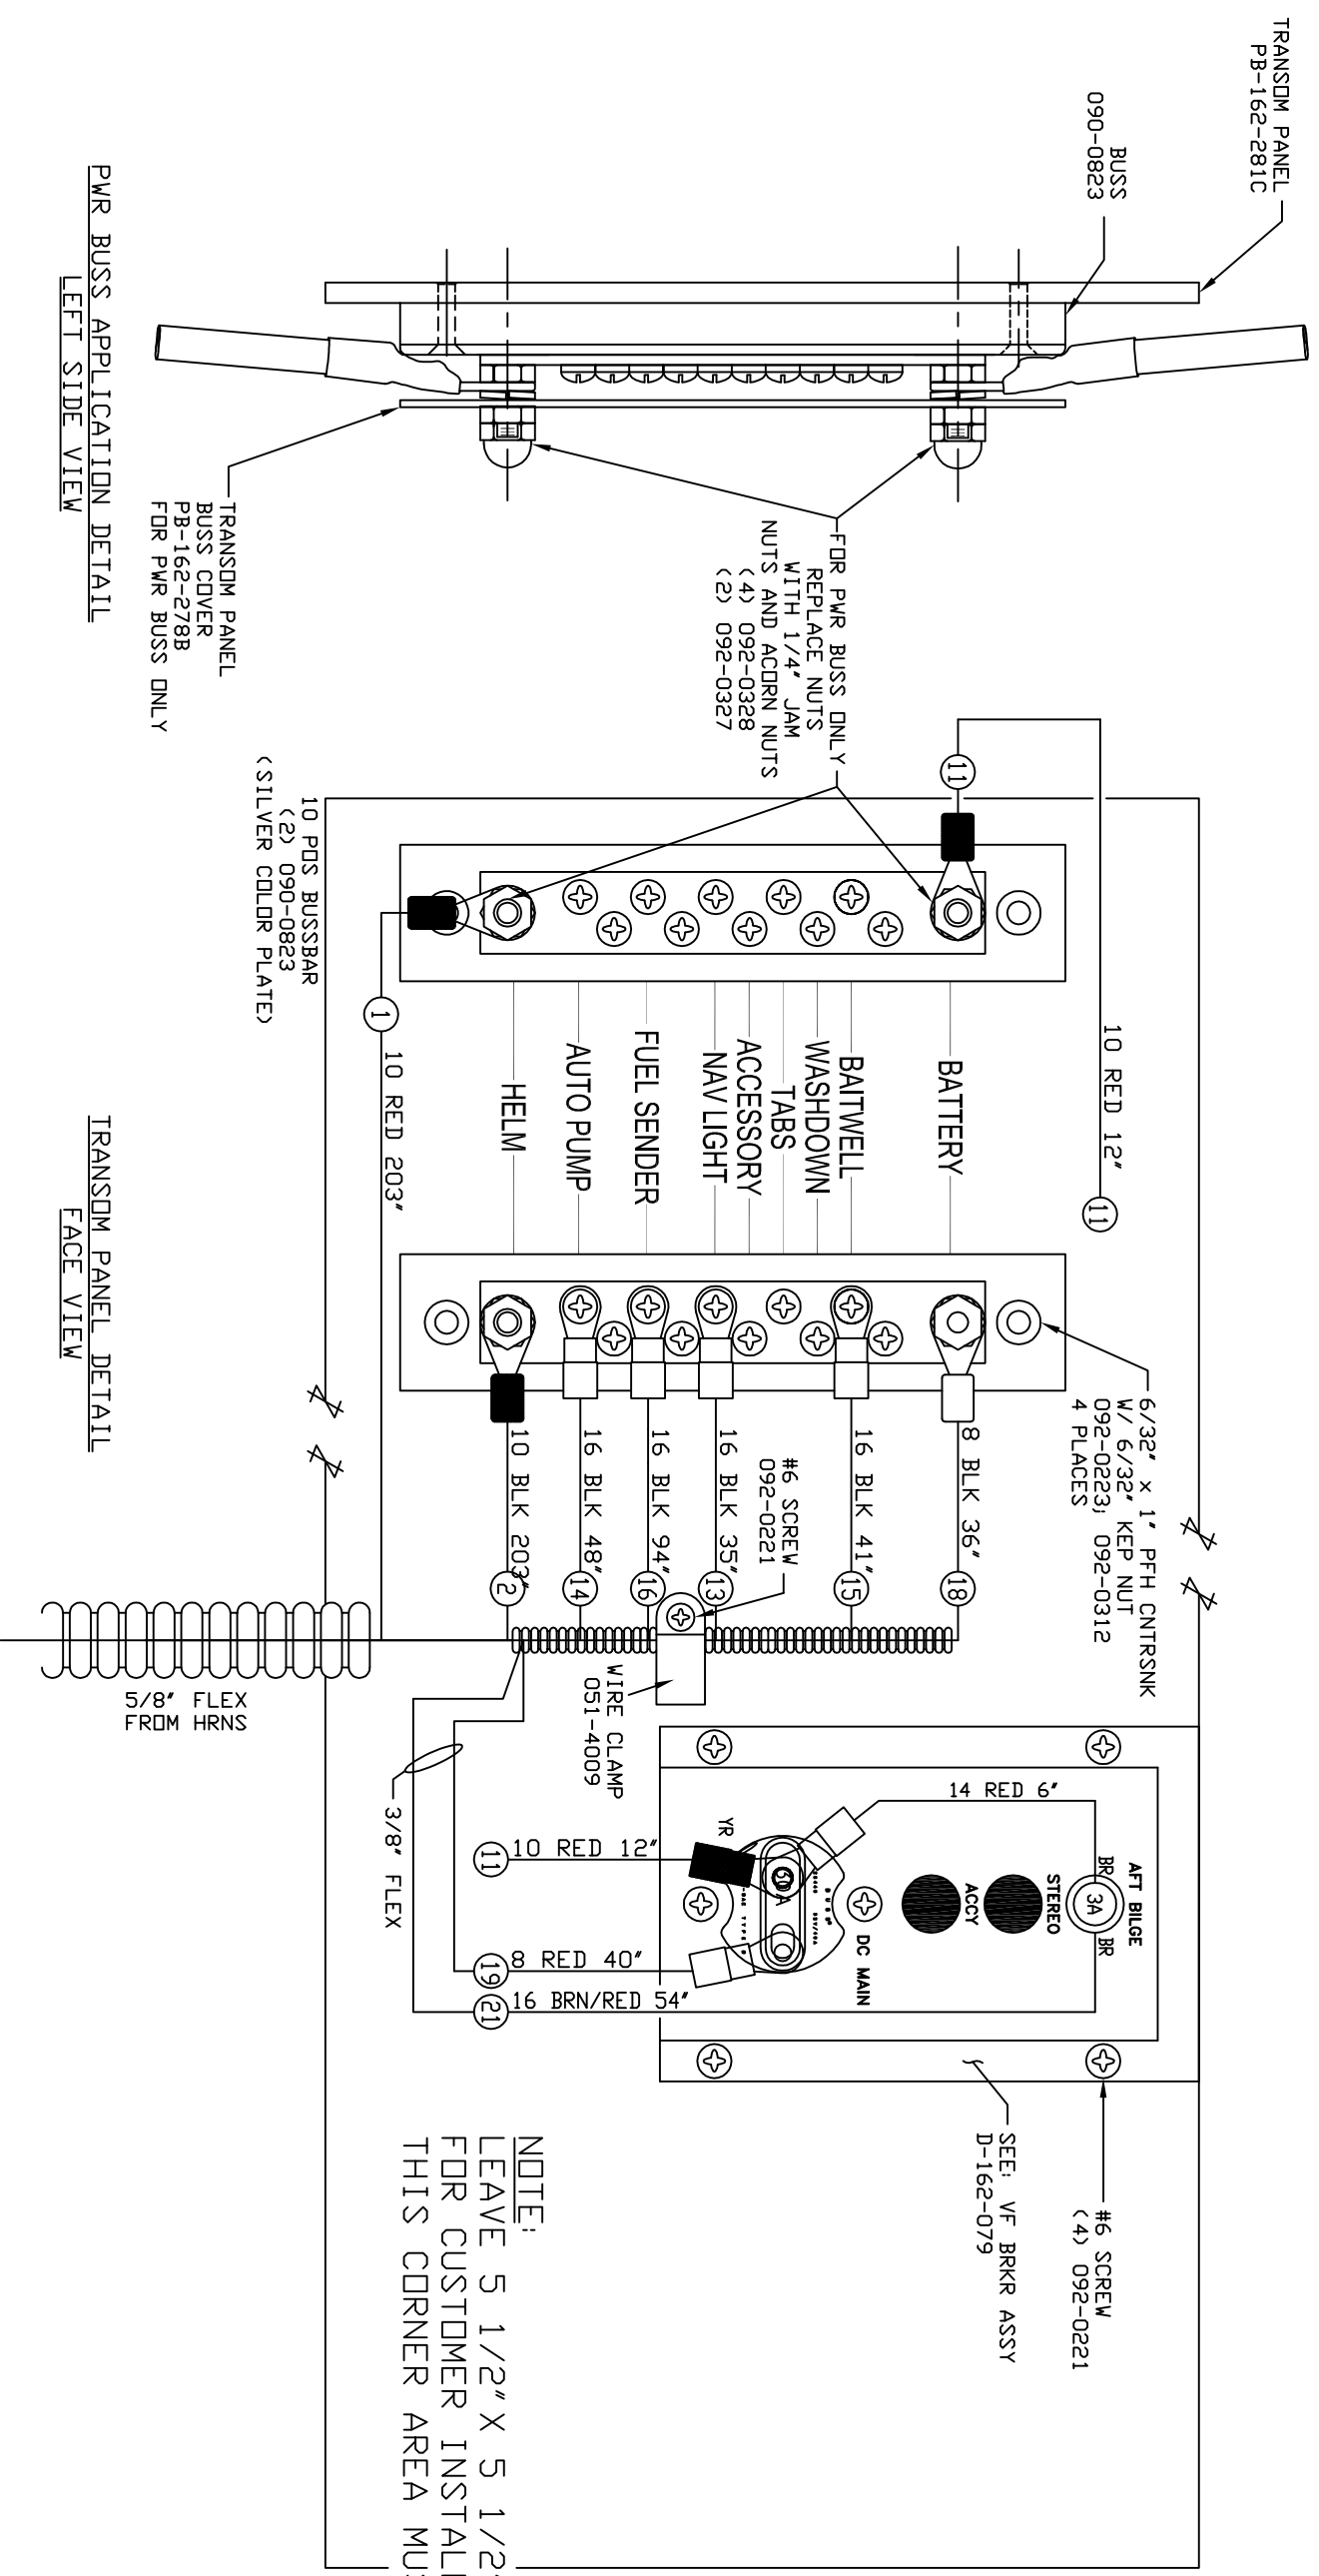 TRANSOM PANEL
PB-162-281C
BUSS
090-0823
FOR PWR BUSS ONLY
REPLACE NUTS
WITH 1/4" JAM
NUTS AND ACORN NUTS
(4) 092-0328
(2) 092-0327
TRANSOM PANEL
BUSS COVER
PB-162-278B
FOR PWR BUSS ONLY
PWR BUSS APPLICATION DETAIL
LEFT SIDE VIEW
11
10 RED 12"
11
10 POS BUSSBAR
(2) 090-0823
(SILVER COLOR PLATE)
1
10 RED 203"
BATTERY
BAITWELL
WASHDOWN
TABS
ACCESSORY
NAV LIGHT
FUEL SENDER
AUTO PUMP
HELM
6/32" x 1" PFH CNTRSNK
W/ 6/32" KEP NUT
092-0223; 092-0312
4 PLACES
8 BLK 36"
18
16 BLK 41"
15
#6 SCREW
092-0221
16 BLK 35"
13
16 BLK 94"
16
16 BLK 48"
14
10 BLK 203"
2
WIRE CLAMP
051-4009
5/8" FLEX
FROM HRNS
3/8" FLEX
TRANSOM PANEL DETAIL
FACE VIEW
AFT BILGE
BR
3A
BR
STEREO
ACCY
DC MAIN
14 RED 6"
YR
11
10 RED 12"
19
8 RED 40"
21
16 BRN/RED 54"
#6 SCREW
(4) 092-0221
SEE: VF BRKR ASSY
D-162-079
NOTE:
LEAVE 5 1/2"X 5 1/2"
FOR CUSTOMER
THIS CORNER AREA